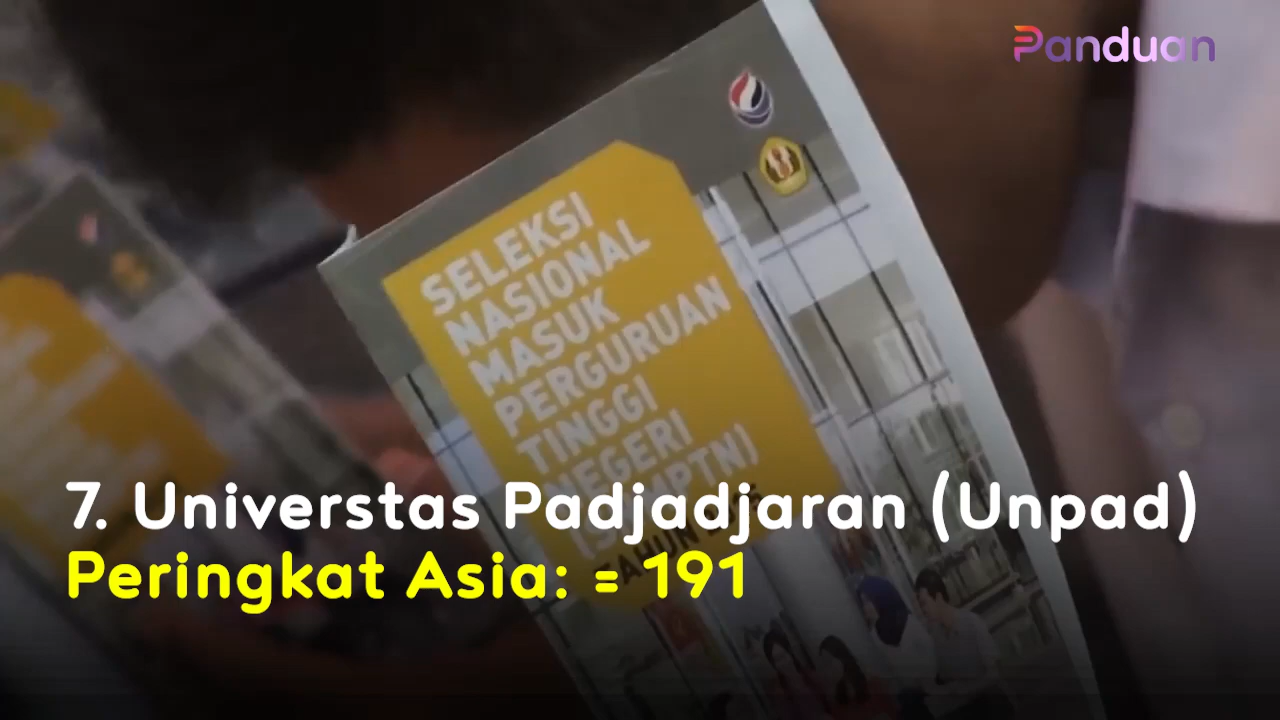 Panduan
SELEKSI
NASIONAL
MASUK
PERGURUAN
TINGGI
NEGERI
7. Universtas Padjadjaran (Unpad)
Peringkat Asia: = 191